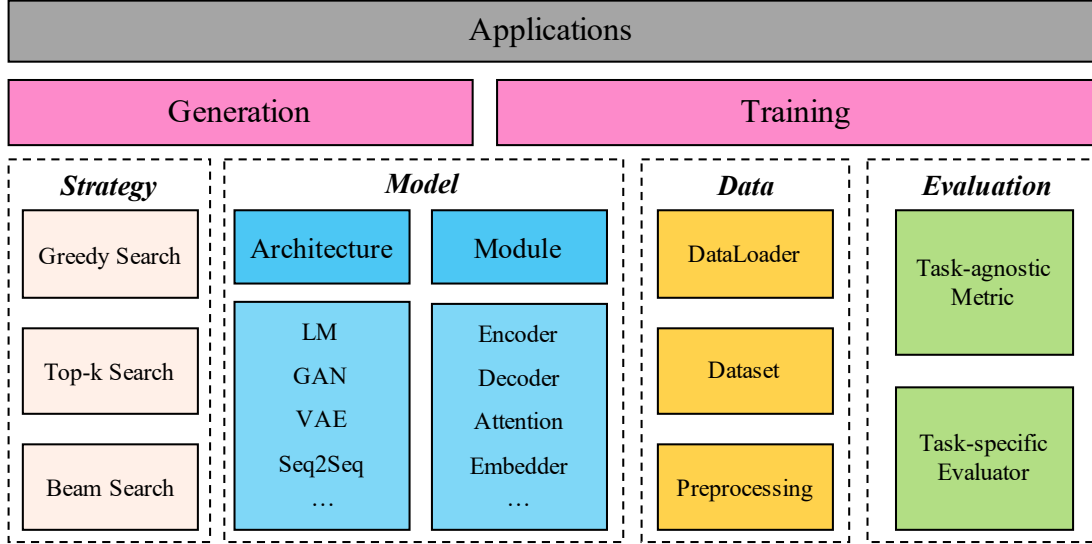 Applications
Generation
Training
Strategy
Greedy Search
Top-k Search
Beam Search
Model
Architecture
LM
GAN
VAE
Seq2Seq
…
Module
Encoder
Decoder
Attention
Embedder
…
Data
DataLoader
Dataset
Preprocessing
Evaluation
Task-agnostic
Metric
Task-specific
Evaluator